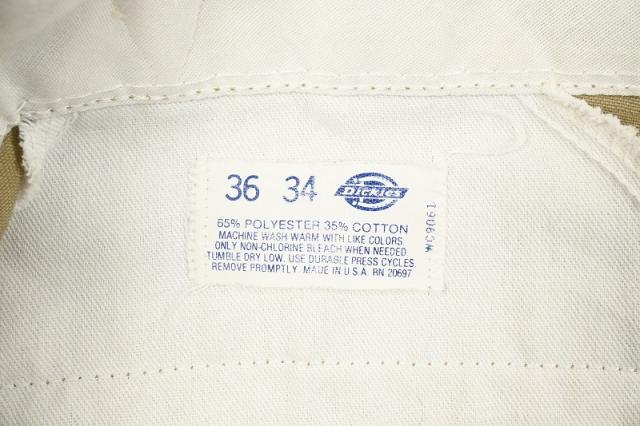 36 34 DICKIES
65% POLYESTER 35% COTTON
MACHINE WASH WARM WITH LIKE COLORS
ONLY NON-CHLORINE BLEACH WHEN NEEDED
TUMBLE DRY LOW. USE DURABLE PRESS CYCLES.
REMOVE PROMPTLY. MADE IN U.S.A. RN 20697
WC9061